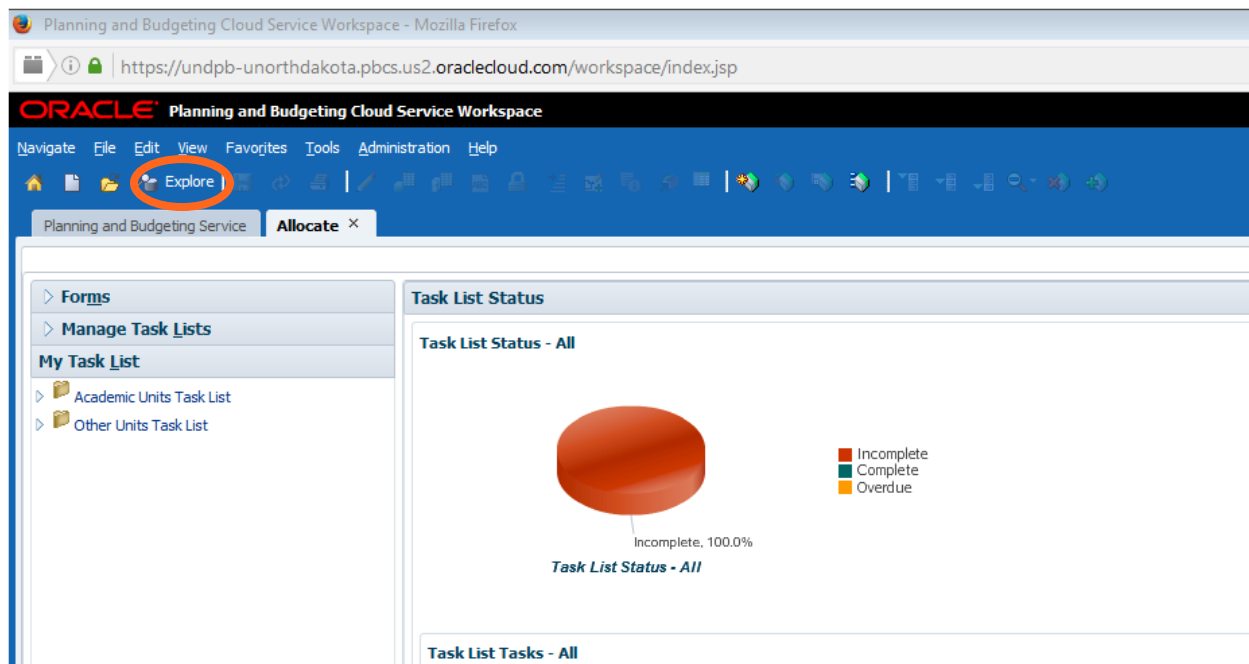 Planning and Budgeting Cloud Service Workspace - Mozilla Firefox
https://undpb-unorthdakota.pbcs.us2.oraclecloud.com/workspace/index.jsp
ORACLE Planning and Budgeting Cloud Service Workspace
Navigate File Edit View Favorites Tools Administration Help
Explore
Planning and Budgeting Service Allocate
Forms
Task List Status
Manage Task Lists
Task List Status - All
My Task List
Academic Units Task List
Other Units Task List
Incomplete
Complete
Overdue
Incomplete, 100.0%
Task List Status - All
Task List Tasks - All